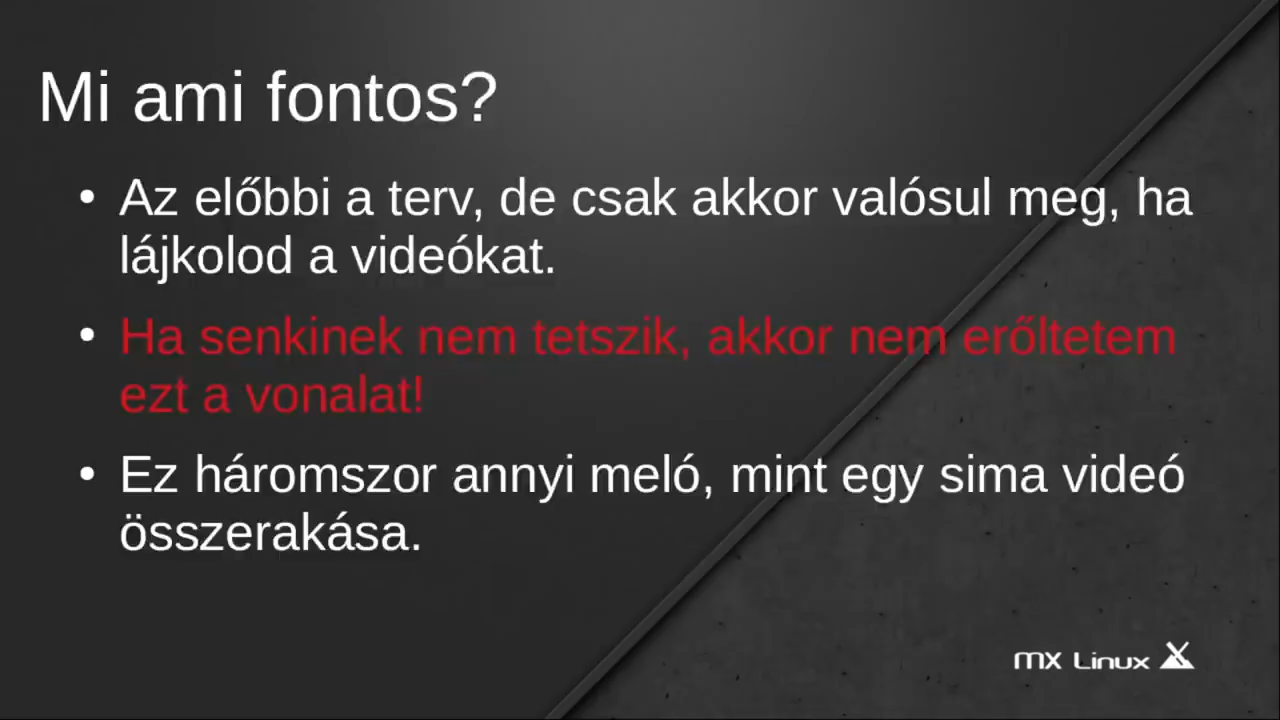 Mi ami fontos?
• Az előbbi a terv, de csak akkor valósul meg, ha
lájkolod a videókat.
• Ha senkinek nem tetszik, akkor nem erőltetem
ezt a vonalat!
• Ez háromszor annyi meló, mint egy sima videó
összerakása.
MX Linux